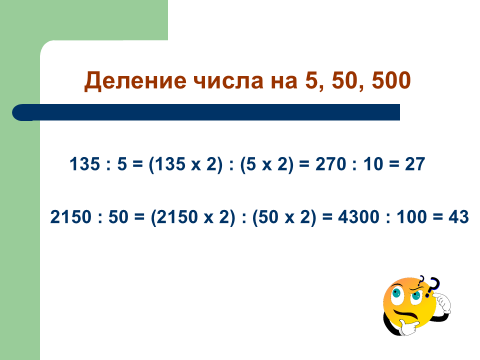 Деление числа на 5, 50, 500
135 : 5 = (135 х 2) : (5 х 2) = 270 : 10 = 27
2150 : 50 = (2150 х 2) : (50 х 2) = 4300 : 100 = 43
??